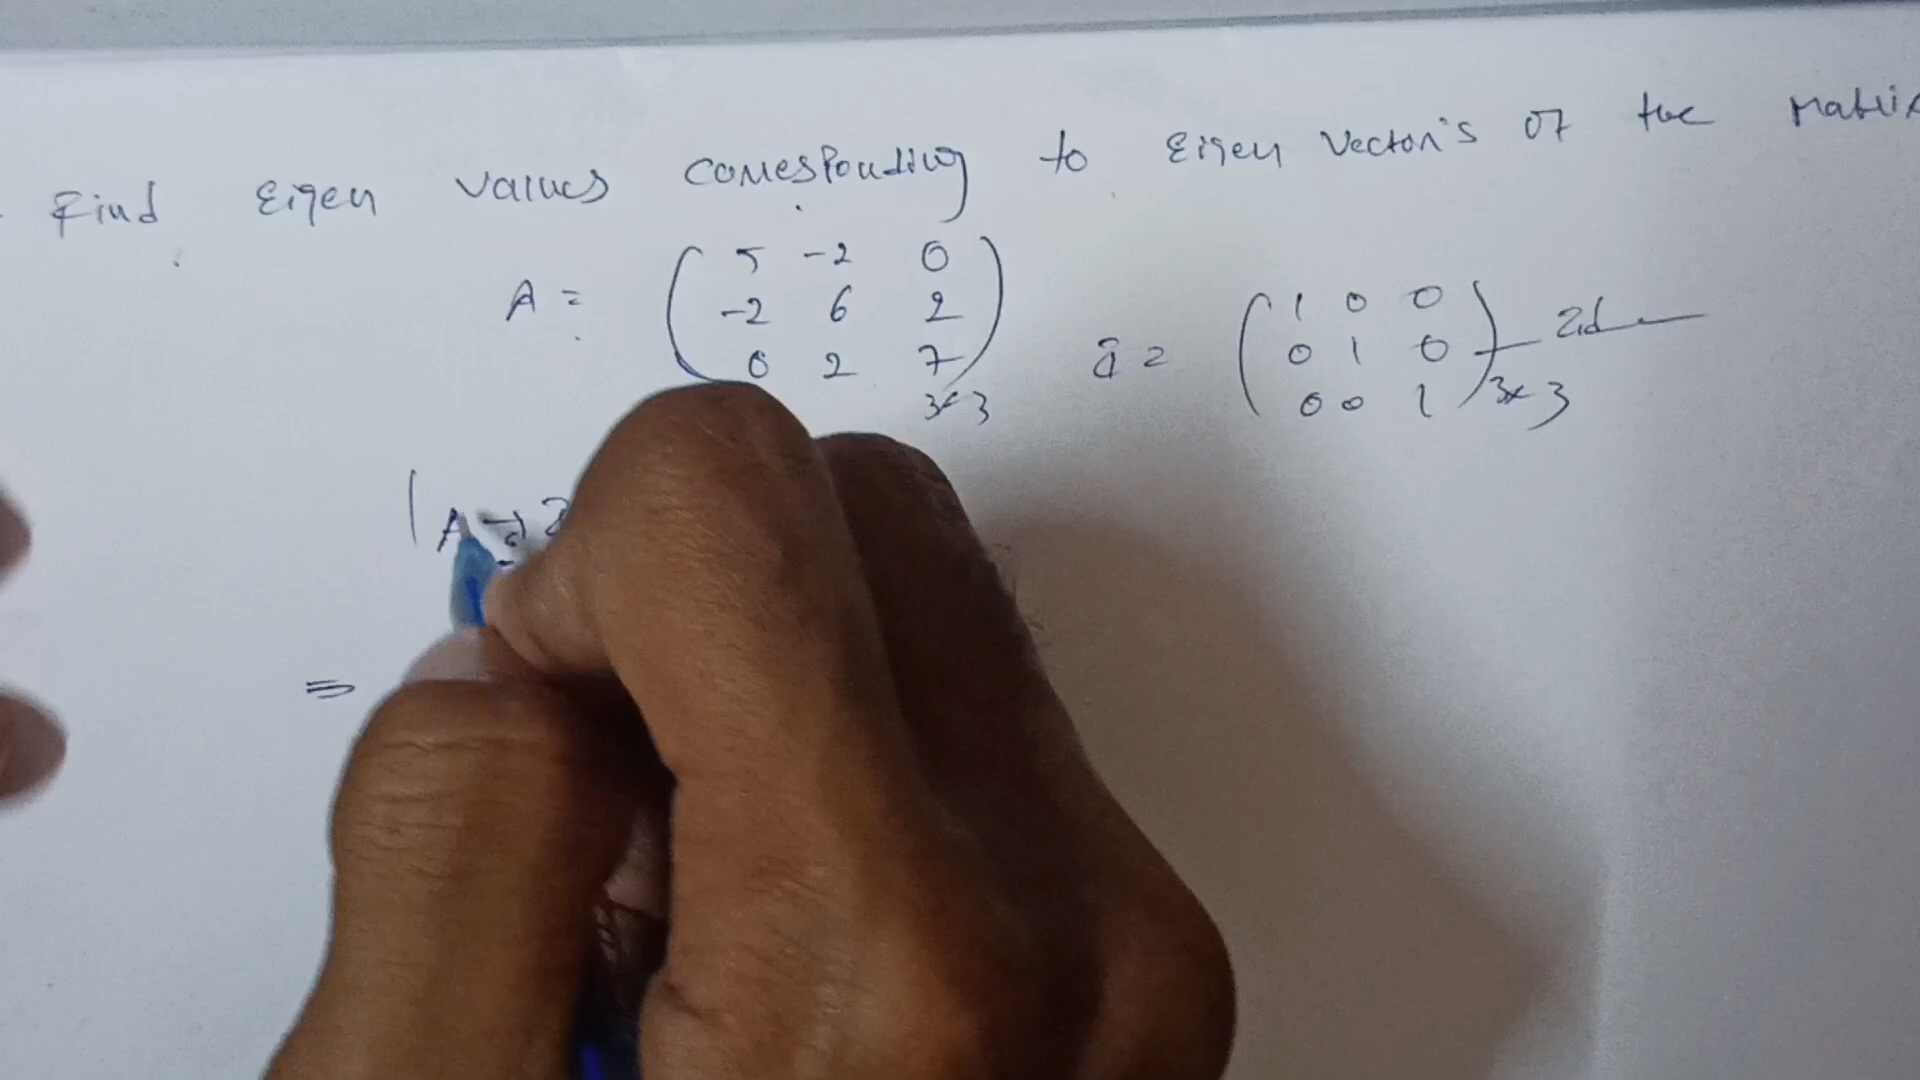 Find Eigen values corresponding to Eigen Vector's of the Matrix
A = ( 5 -2 0
-2 6 2
0 2 7 ) 3×3
= ( 1 0 0
0 1 0
0 0 1 ) 3×3
| A -
=